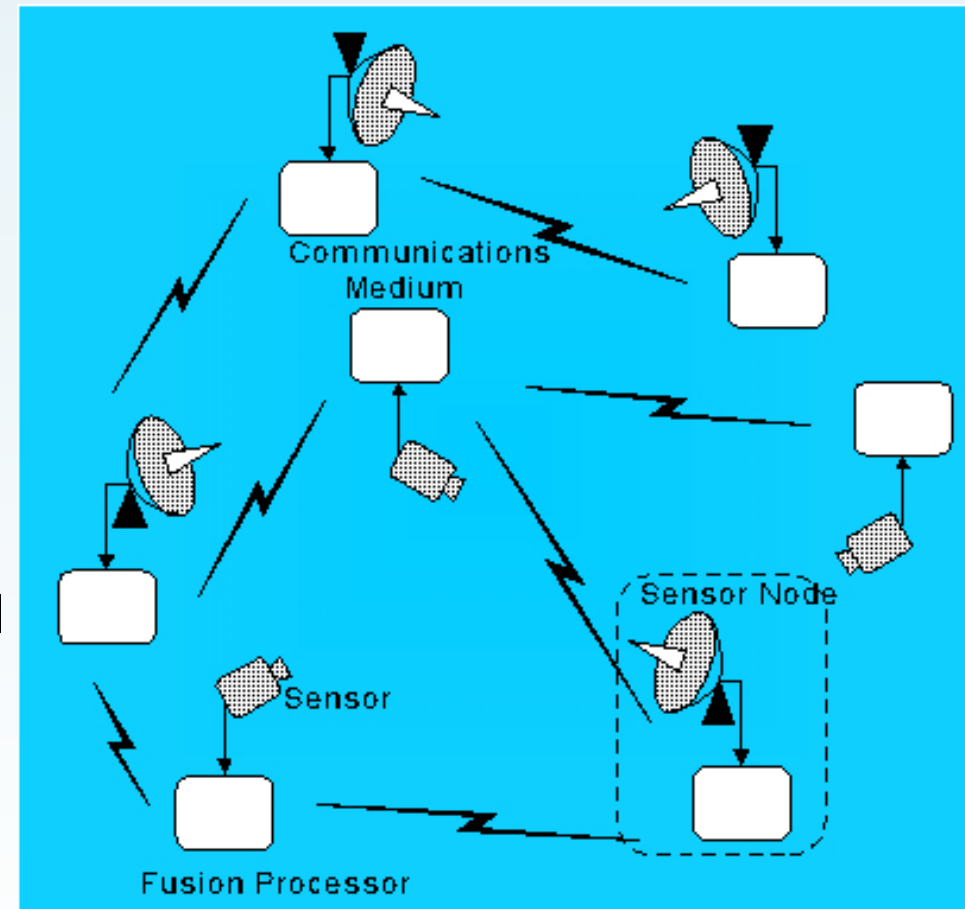 Communications
Medium
Sensor Node
Sensor
Fusion Processor